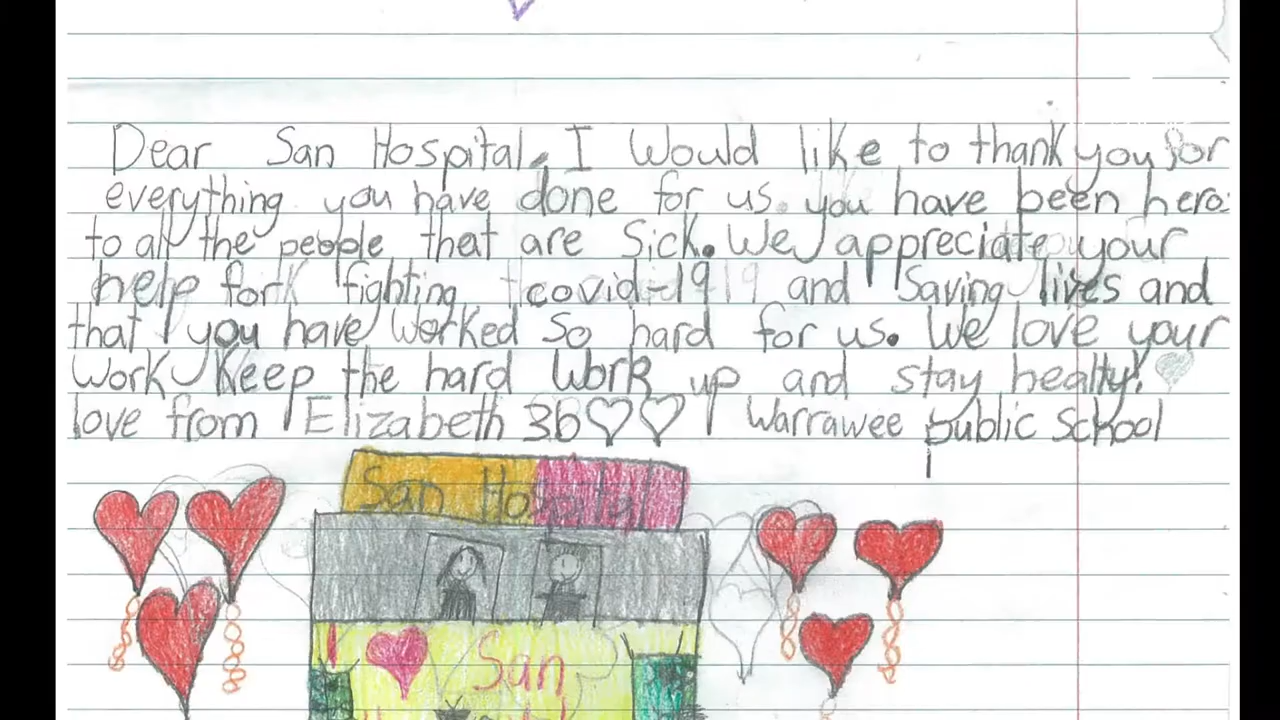 Dear San Hospital, I would like to thank you for
everything you have done for us. you have been hero
to all the people that are sick. We appreciate your
help for fighting covid-19 and Saving lives and
that you have worked so hard for us. We love your
work Keep the hard work up and stay healty!
love from Elizabeth 3b♡♡ Warrawee public school
San Hospital
San